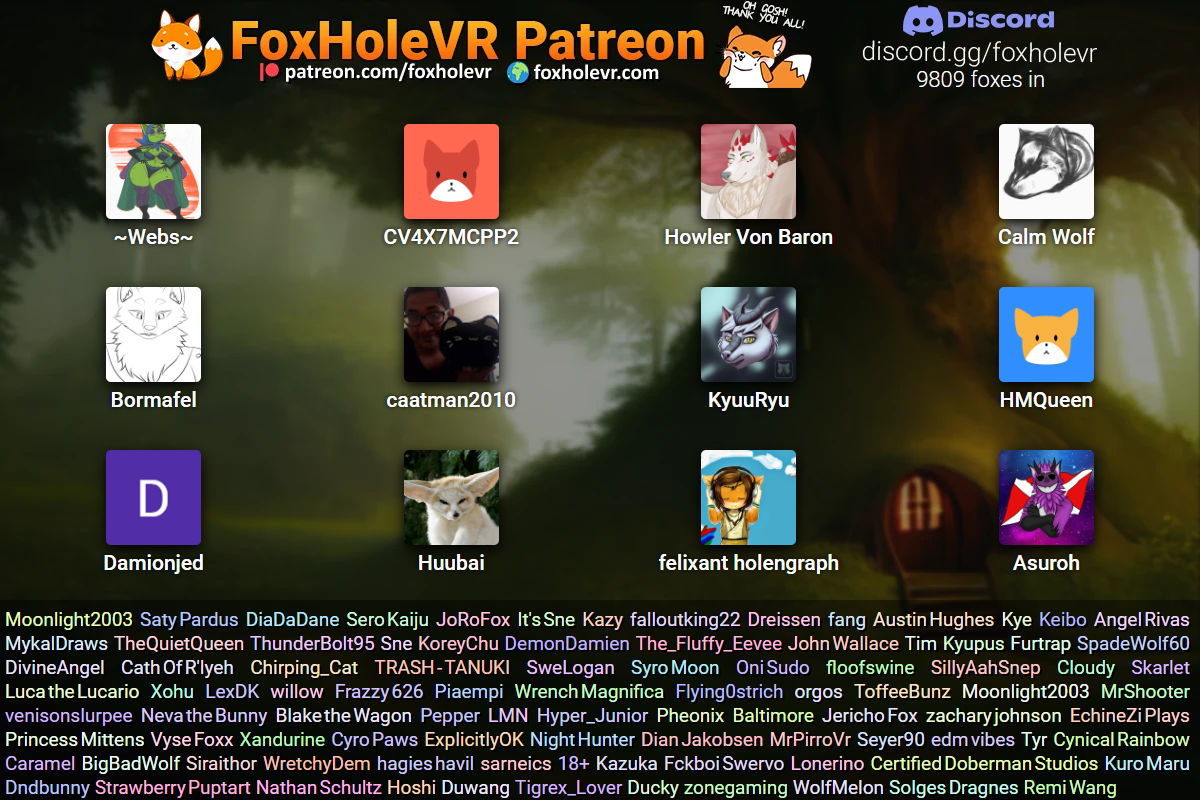 FoxHoleVR Patreon
patreon.com/foxholevr foxholevr.com
OH GOSH!
THANK YOU ALL!
Discord
discord.gg/foxholevr
9809 foxes in
~Webs~ CV4X7MCPP2 Howler Von Baron Calm Wolf
Bormafel caatman2010 KyuuRyu HMQueen
D
Damionjed Huubai felixant holengraph Asuroh
Moonlight2003 Saty Pardus DiaDaDane Sero Kaiju JoRoFox It's Sne Kazy falloutking22 Dreissen fang Austin Hughes Kye Keibo Angel Rivas
MykalDraws TheQuietQueen ThunderBolt95 Sne KoreyChu DemonDamien The_Fluffy_Eevee John Wallace Tim Kyupus Furtrap SpadeWolf60
DivineAngel Cath Of R'lyeh Chirping_Cat TRASH-TANUKI SweLogan Syro Moon Oni Sudo floofswine SillyAahSnep Cloudy Skarlet
Luca the Lucario Xohu LexDK willow Frazzy 626 Piaempi Wrench Magnifica Flying0strich orgos ToffeeBunz Moonlight2003 MrShooter
venisonslurpee Neva the Bunny Blake the Wagon Pepper LMN Hyper_Junior Pheonix Baltimore Jericho Fox zachary johnson EchineZi Plays
Princess Mittens Vyse Foxx Xandurine Cyro Paws ExplicitlyOK Night Hunter Dian Jakobsen MrPirroVr Seyer90 edm vibes Tyr Cynical Rainbow
Caramel BigBadWolf Siraithor WretchyDem hagies havil sarneics 18+ Kazuka Fckboi Swervo Lonerino Certified Doberman Studios Kuro Maru
Dndbunny Strawberry Puptart Nathan Schultz Hoshi Duwang Tigrex_Lover Ducky zonegaming WolfMelon Solges Dragnes Remi Wang